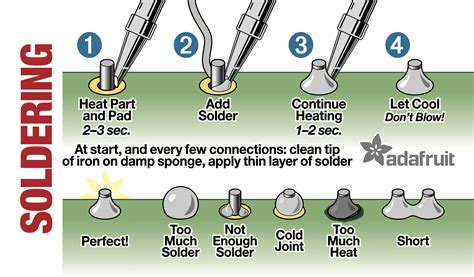 SOLDERING
1
2
3
4
Heat Part
and Pad
2–3 sec.
Add
Solder
Continue
Heating
1–2 sec.
Let Cool
Don't Blow!
At start, and every few connections: clean tip
of iron on damp sponge, apply thin layer of solder
adafruit
Perfect!
Too
Much
Solder
Not
Enough
Solder
Cold
Joint
Too
Much
Heat
Short